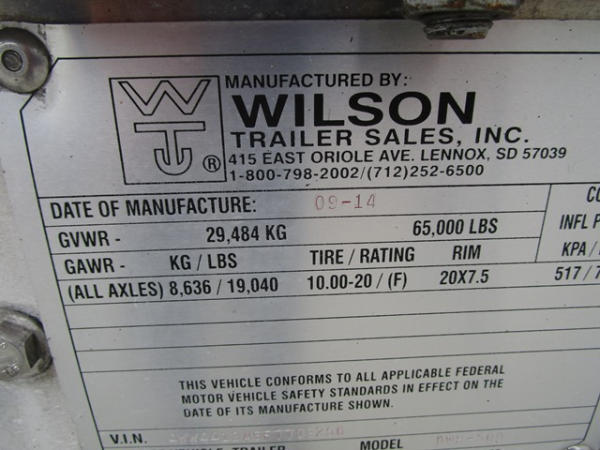 WTJ ®
MANUFACTURED BY:
WILSON
TRAILER SALES, INC.
415 EAST ORIOLE AVE. LENNOX, SD 57039
1-800-798-2002/(712)252-6500
DATE OF MANUFACTURE: 09-14
GVWR - 29,484 KG 65,000 LBS
GAWR - KG / LBS TIRE / RATING RIM
INFL
KPA /
(ALL AXLES) 8,636 / 19,040 10.00-20 / (F) 20X7.5 517 /
THIS VEHICLE CONFORMS TO ALL APPLICABLE FEDERAL
MOTOR VEHICLE SAFETY STANDARDS IN EFFECT ON THE
DATE OF ITS MANUFACTURE SHOWN.
V.I.N. MODEL
TRAILER